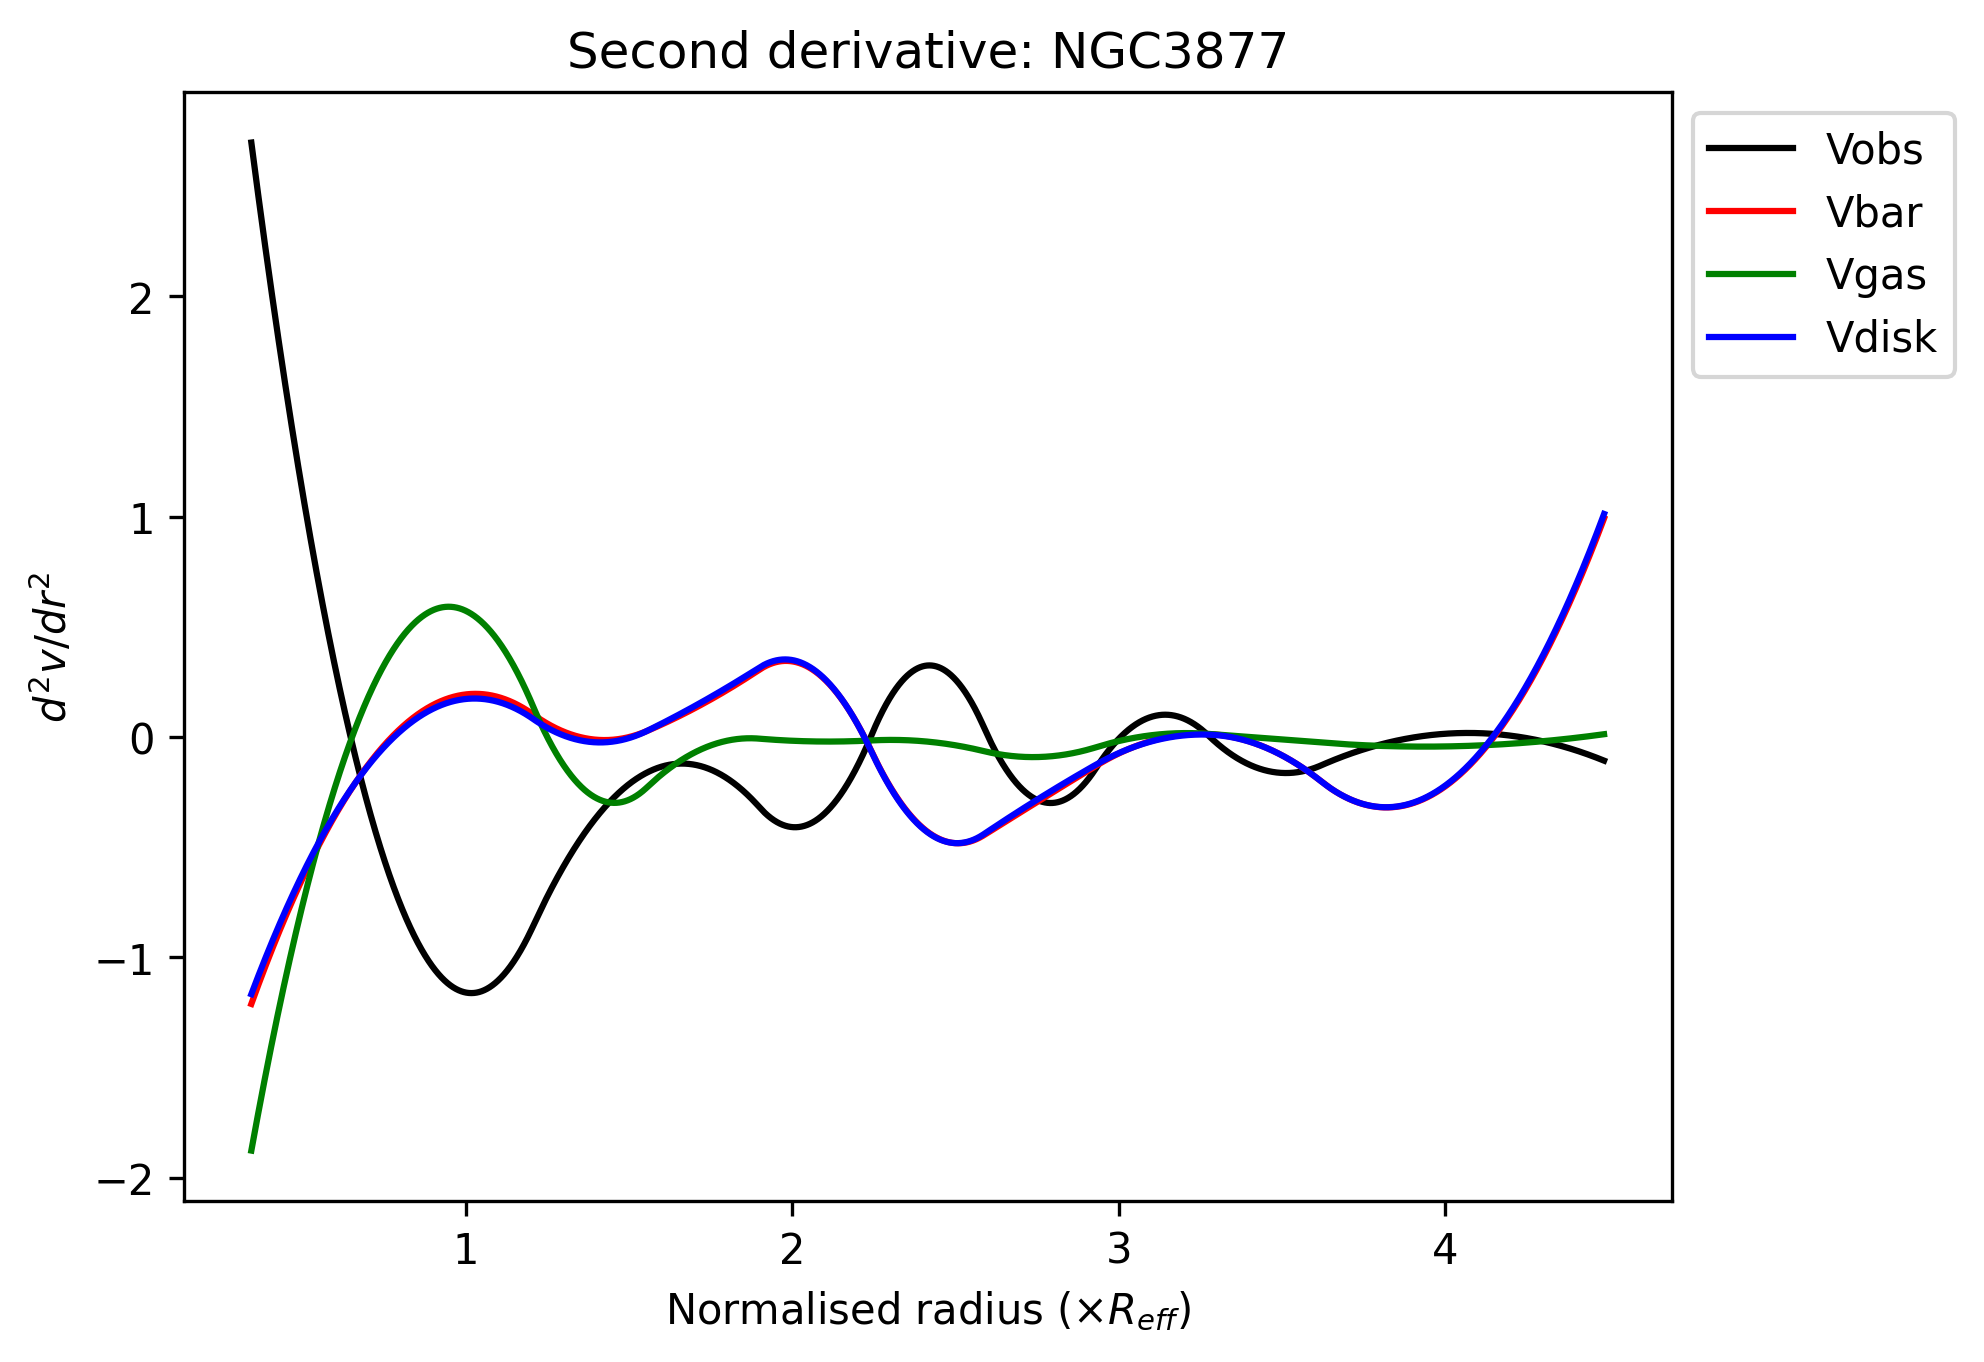 Second derivative: NGC3877
Vobs
Vbar
Vgas
Vdisk
d²v/dr²
2
1
0
−1
−2
1 2 3 4
Normalised radius (×R_eff)